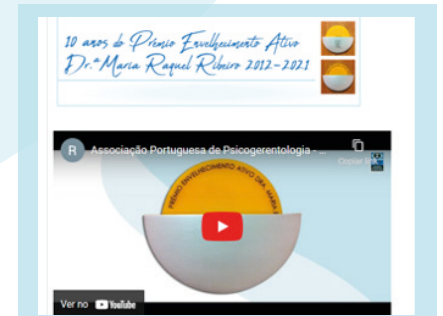 10 anos do Prémio Envelhecimento Ativo
Dr.ª Maria Raquel Ribeiro 2012-2021
R
Associação Portuguesa de Psicogerontologia - ...
Copiar link
PRÉMIO ENVELHECIMENTO ATIVO DRA. MARIA
Ver no YouTube